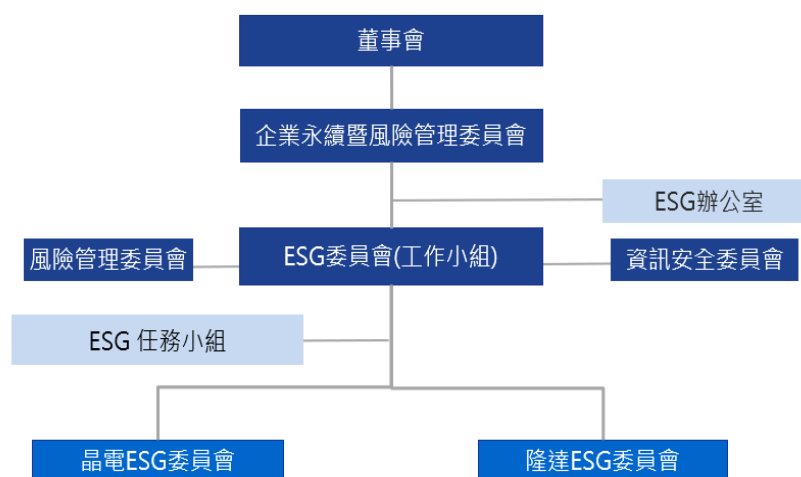 董事會
企業永續暨風險管理委員會
ESG辦公室
風險管理委員會
ESG委員會(工作小組)
資訊安全委員會
ESG 任務小組
晶電ESG委員會
隆達ESG委員會